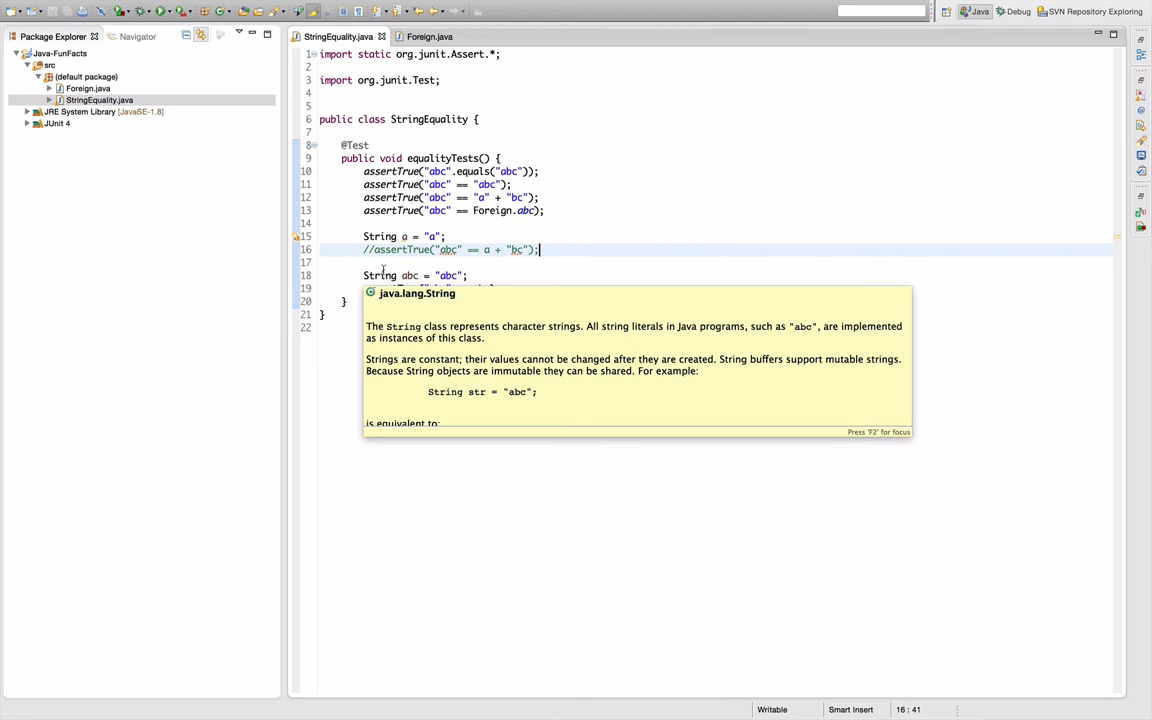 Java
Debug
SVN Repository Exploring
Package Explorer
Navigator
StringEquality.java
Foreign.java
Java-FunFacts
src
(default package)
Foreign.java
StringEquality.java
JRE System Library [JavaSE-1.8]
JUnit 4
1 import static org.junit.Assert.*;
2
3 import org.junit.Test;
4
5
6 public class StringEquality {
7
8 @Test
9 public void equalityTests() {
10 assertTrue("abc".equals("abc"));
11 assertTrue("abc" == "abc");
12 assertTrue("abc" == "a" + "bc");
13 assertTrue("abc" == Foreign.abc);
14
15 String a = "a";
16 //assertTrue("abc" == a + "bc");
17
18 String abc = "abc";
19
20 }
21 }
22
java.lang.String
The String class represents character strings. All string literals in Java programs, such as "abc", are implemented
as instances of this class.
Strings are constant; their values cannot be changed after they are created. String buffers support mutable strings.
Because String objects are immutable they can be shared. For example:
String str = "abc";
is equivalent to:
Press 'F2' for focus
Writable
Smart Insert
16 : 41